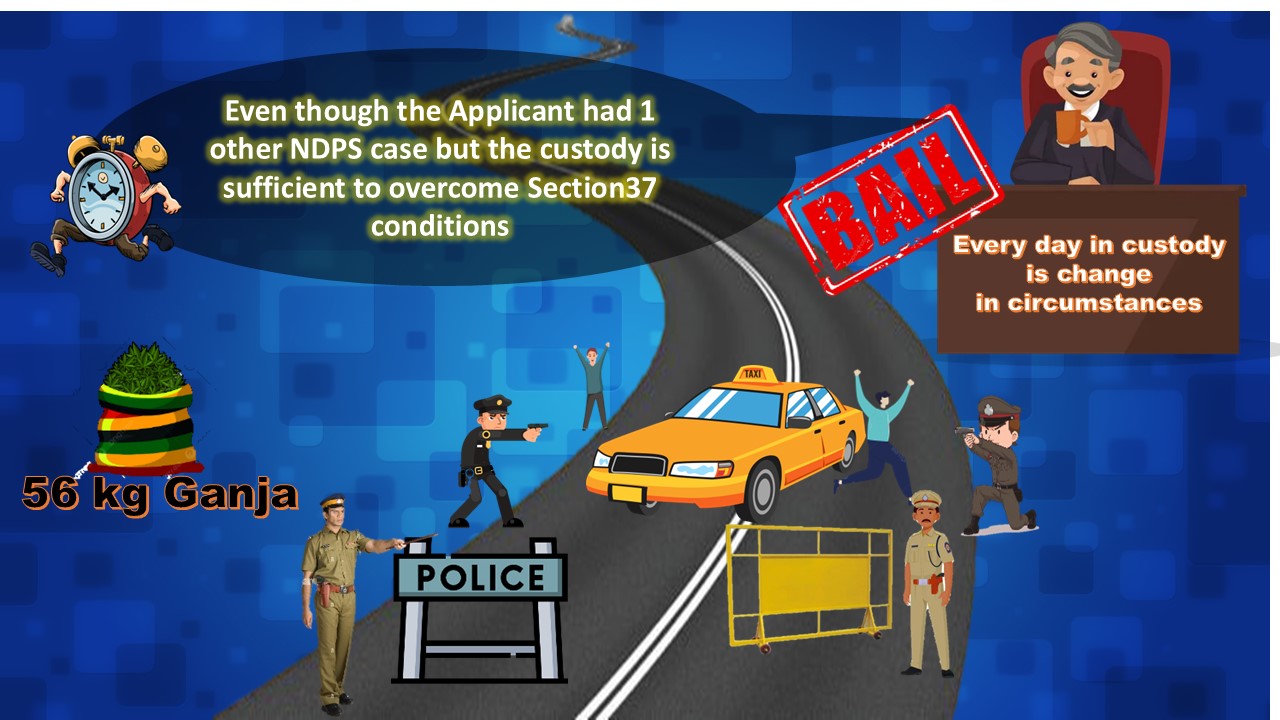 Even though the Applicant had 1
other NDPS case but the custody is
sufficient to overcome Section37
conditions
BAIL
Every day in custody
is change
in circumstances
TAXI
56 kg Ganja
POLICE